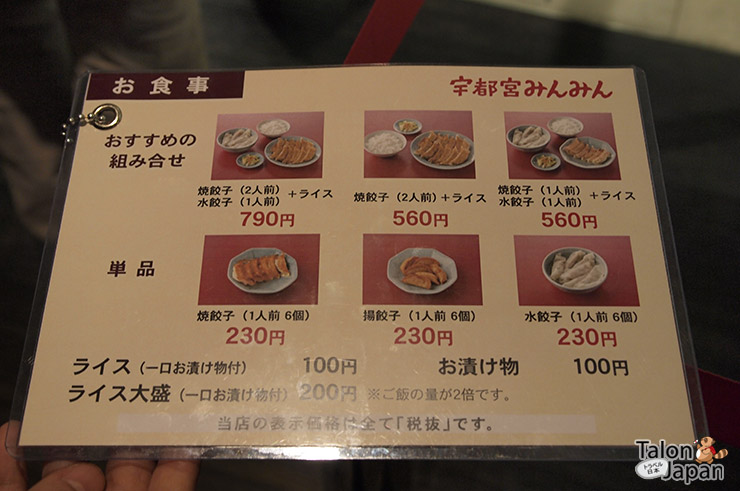 お食事
宇都宮みんみん
おすすめの
組み合せ
焼餃子（2人前）
水餃子（1人前）
＋ライス
790円
焼餃子（2人前）＋ライス
560円
焼餃子（1人前）
水餃子（1人前）
＋ライス
560円
単品
焼餃子（1人前 6個）
230円
揚餃子（1人前 6個）
230円
水餃子（1人前 6個）
230円
ライス（一口お漬け物付） 100円
お漬け物 100円
ライス大盛（一口お漬け物付） 200円 ※ご飯の量が2倍です。
当店の表示価格は全て「税抜」です。
Talon
トラベル
日本
Japan